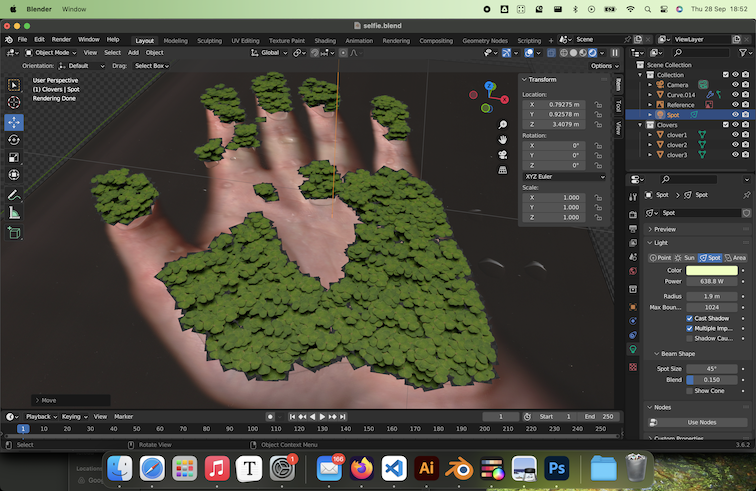 Blender Window Thu 28 Sep 18:52
selfie.blend
File Edit Render Window Help Layout Modeling Sculpting UV Editing Texture Paint Shading Animation Rendering Compositing Geometry Nodes Scripting Scene ViewLayer
Object Mode View Select Add Object Global
Orientation: Default Drag: Select Box Options
User Perspective
(1) Clovers | Spot
Rendering Done
Transform
Location:
X 0.79275 m
Y 0.92578 m
Z 3.4079 m
Rotation:
X 0°
Y 0°
Z 0°
XYZ Euler
Scale:
X 1.000
Y 1.000
Z 1.000
Item
Tool
View
Z
X
Y
Move
Scene Collection
Collection
Camera
Curve.014
Reference
Spot
Clovers
clover1
clover2
clover3
Spot Spot
Spot
Preview
Light
Point Sun Spot Area
Color
Power 638.8 W
Radius 1.9 m
Max Boun... 1024
Cast Shadow
Multiple Imp...
Shadow Cau...
Beam Shape
Spot Size 45°
Blend 0.150
Show Cone
Nodes
Use Nodes
Custom Properties
Playback Keying View Marker 1 Start 1 End 250
1 10 20 30 40 50 60 70 80 90 100 110 120 130 140 150 160 170 180 190 200 210 220 230 240 250
Select Rotate View Object Context Menu 3.6.2
T 1 166 Ai Ps